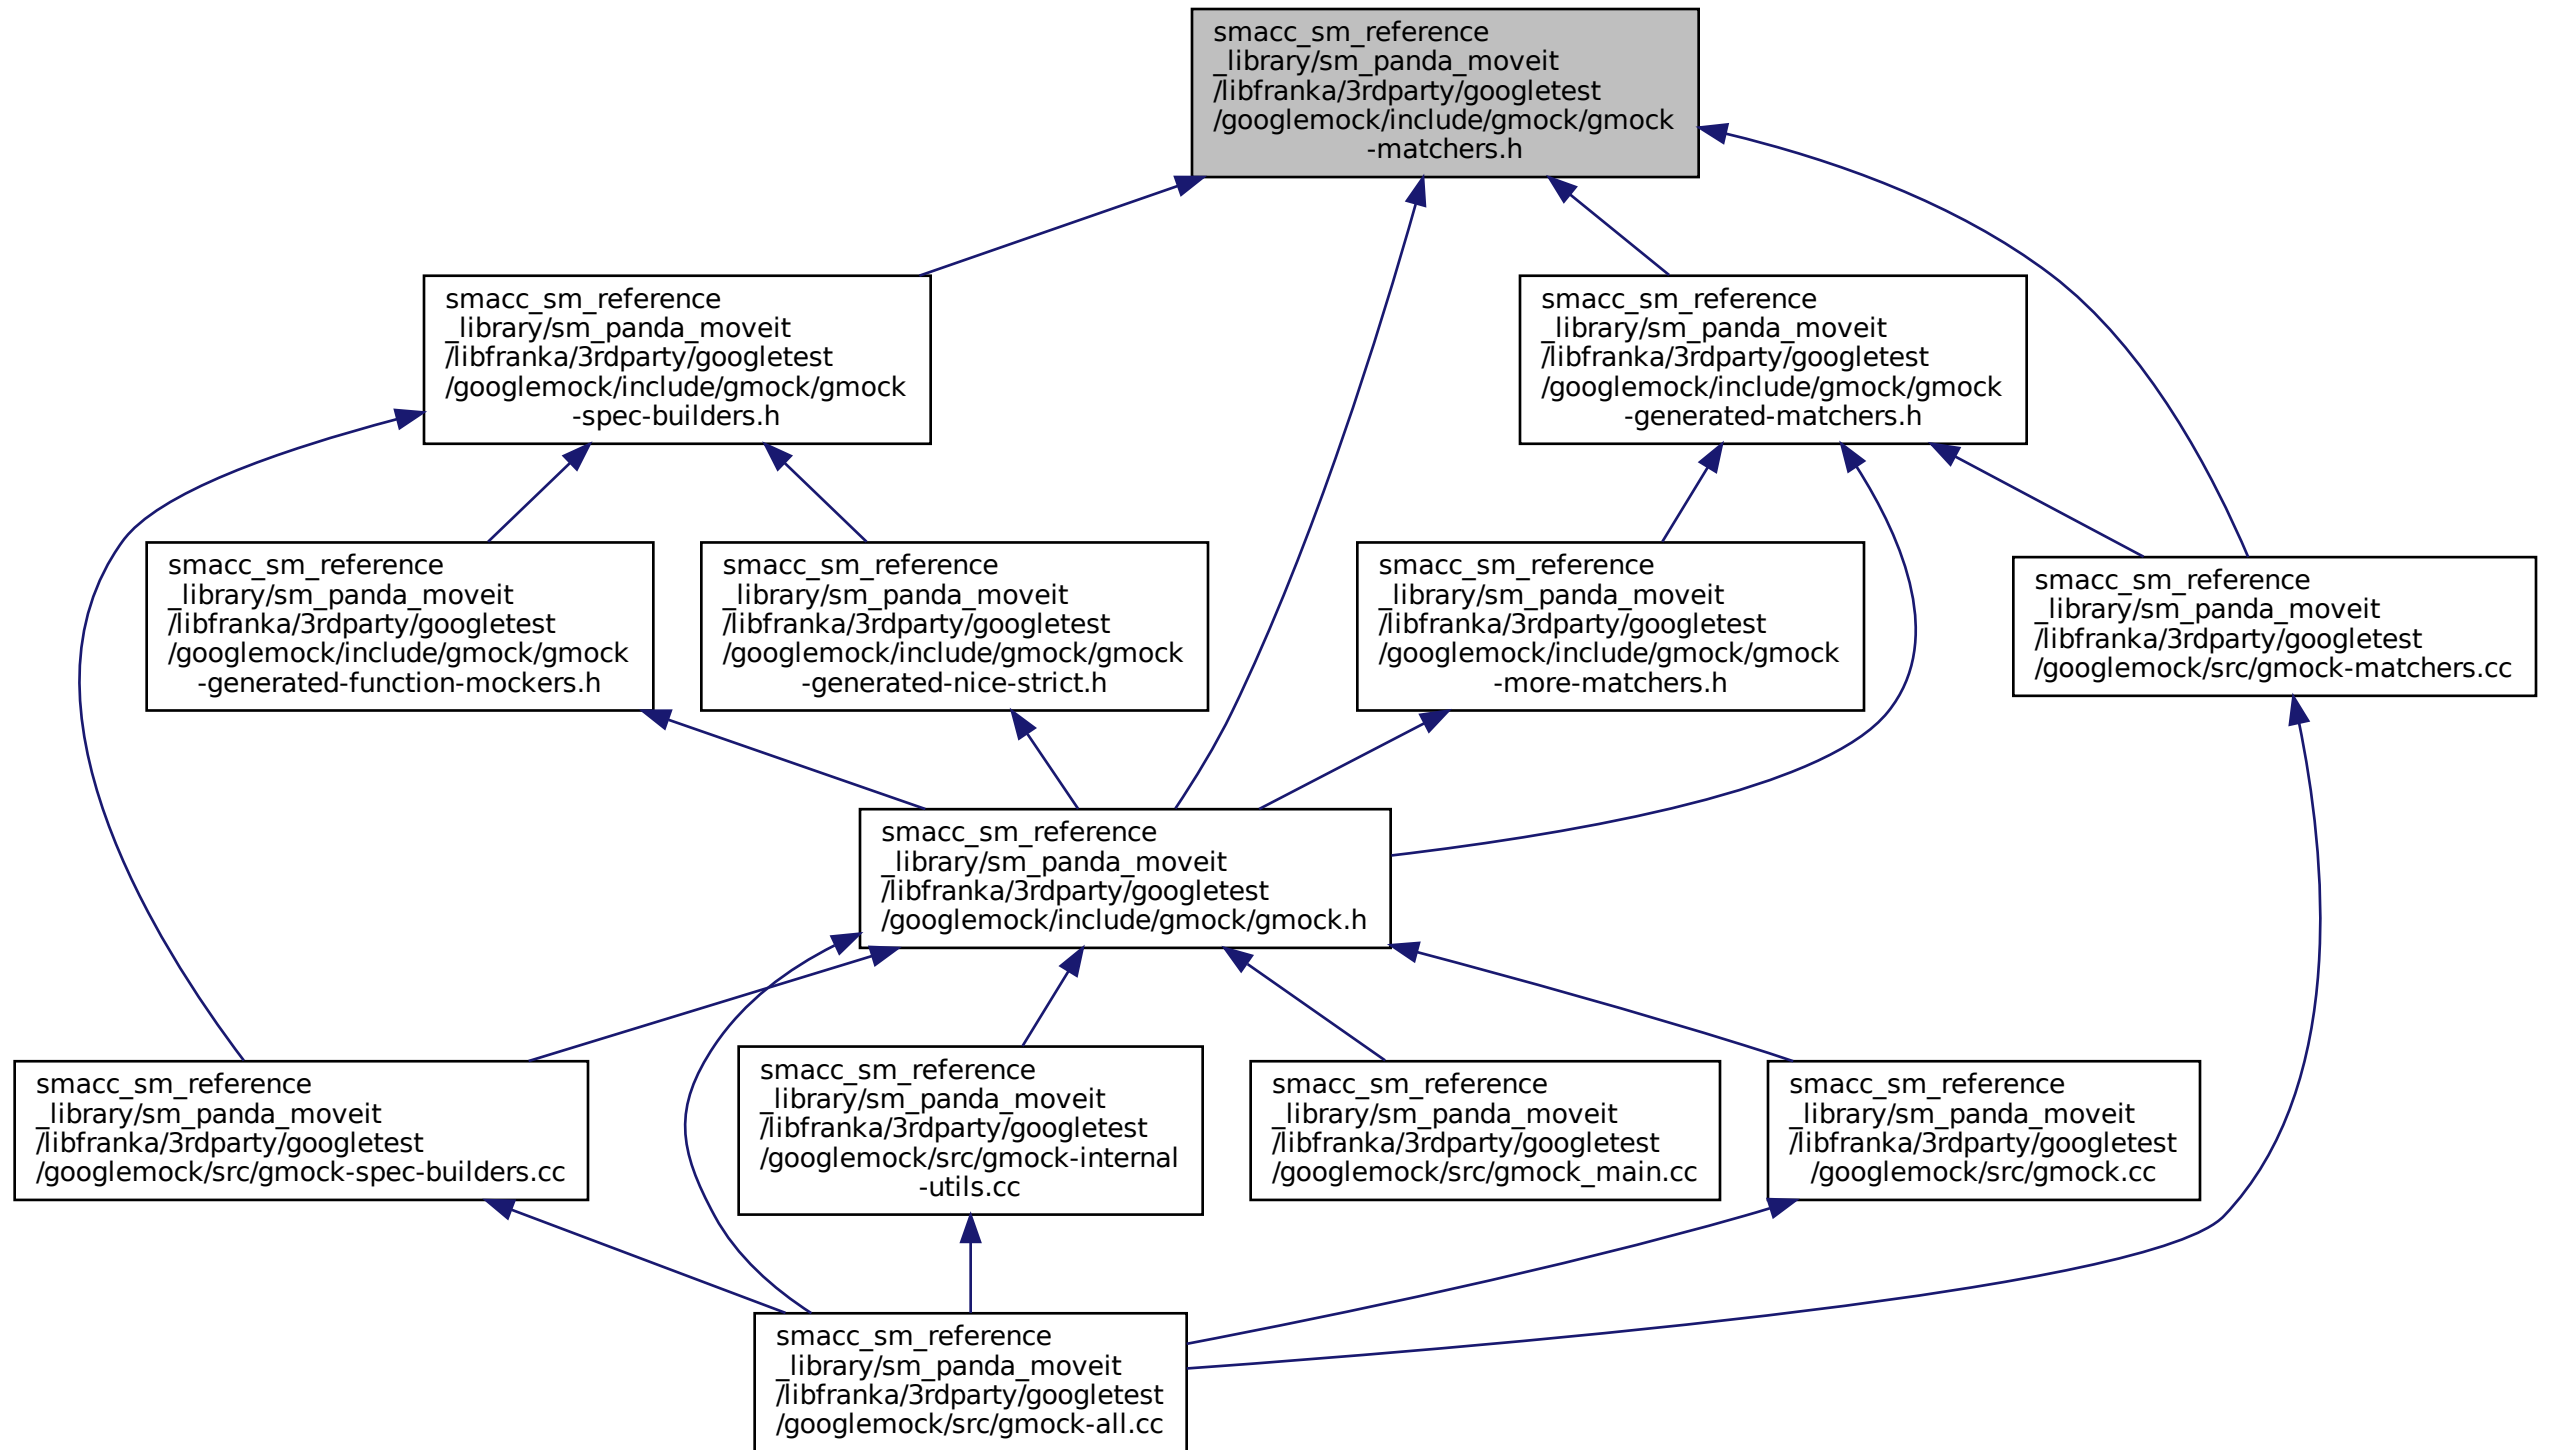 smacc_sm_reference
_library/sm_panda_moveit
/libfranka/3rdparty/googletest
/googlemock/include/gmock/gmock
-matchers.h
smacc_sm_reference
_library/sm_panda_moveit
/libfranka/3rdparty/googletest
/googlemock/include/gmock/gmock
-spec-builders.h
smacc_sm_reference
_library/sm_panda_moveit
/libfranka/3rdparty/googletest
/googlemock/include/gmock/gmock
-generated-matchers.h
smacc_sm_reference
_library/sm_panda_moveit
/libfranka/3rdparty/googletest
/googlemock/include/gmock/gmock
-generated-function-mockers.h
smacc_sm_reference
_library/sm_panda_moveit
/libfranka/3rdparty/googletest
/googlemock/include/gmock/gmock
-generated-nice-strict.h
smacc_sm_reference
_library/sm_panda_moveit
/libfranka/3rdparty/googletest
/googlemock/include/gmock/gmock
-more-matchers.h
smacc_sm_reference
_library/sm_panda_moveit
/libfranka/3rdparty/googletest
/googlemock/src/gmock-matchers.cc
smacc_sm_reference
_library/sm_panda_moveit
/libfranka/3rdparty/googletest
/googlemock/include/gmock/gmock.h
smacc_sm_reference
_library/sm_panda_moveit
/libfranka/3rdparty/googletest
/googlemock/src/gmock-spec-builders.cc
smacc_sm_reference
_library/sm_panda_moveit
/libfranka/3rdparty/googletest
/googlemock/src/gmock-internal
-utils.cc
smacc_sm_reference
_library/sm_panda_moveit
/libfranka/3rdparty/googletest
/googlemock/src/gmock_main.cc
smacc_sm_reference
_library/sm_panda_moveit
/libfranka/3rdparty/googletest
/googlemock/src/gmock.cc
smacc_sm_reference
_library/sm_panda_moveit
/libfranka/3rdparty/googletest
/googlemock/src/gmock-all.cc